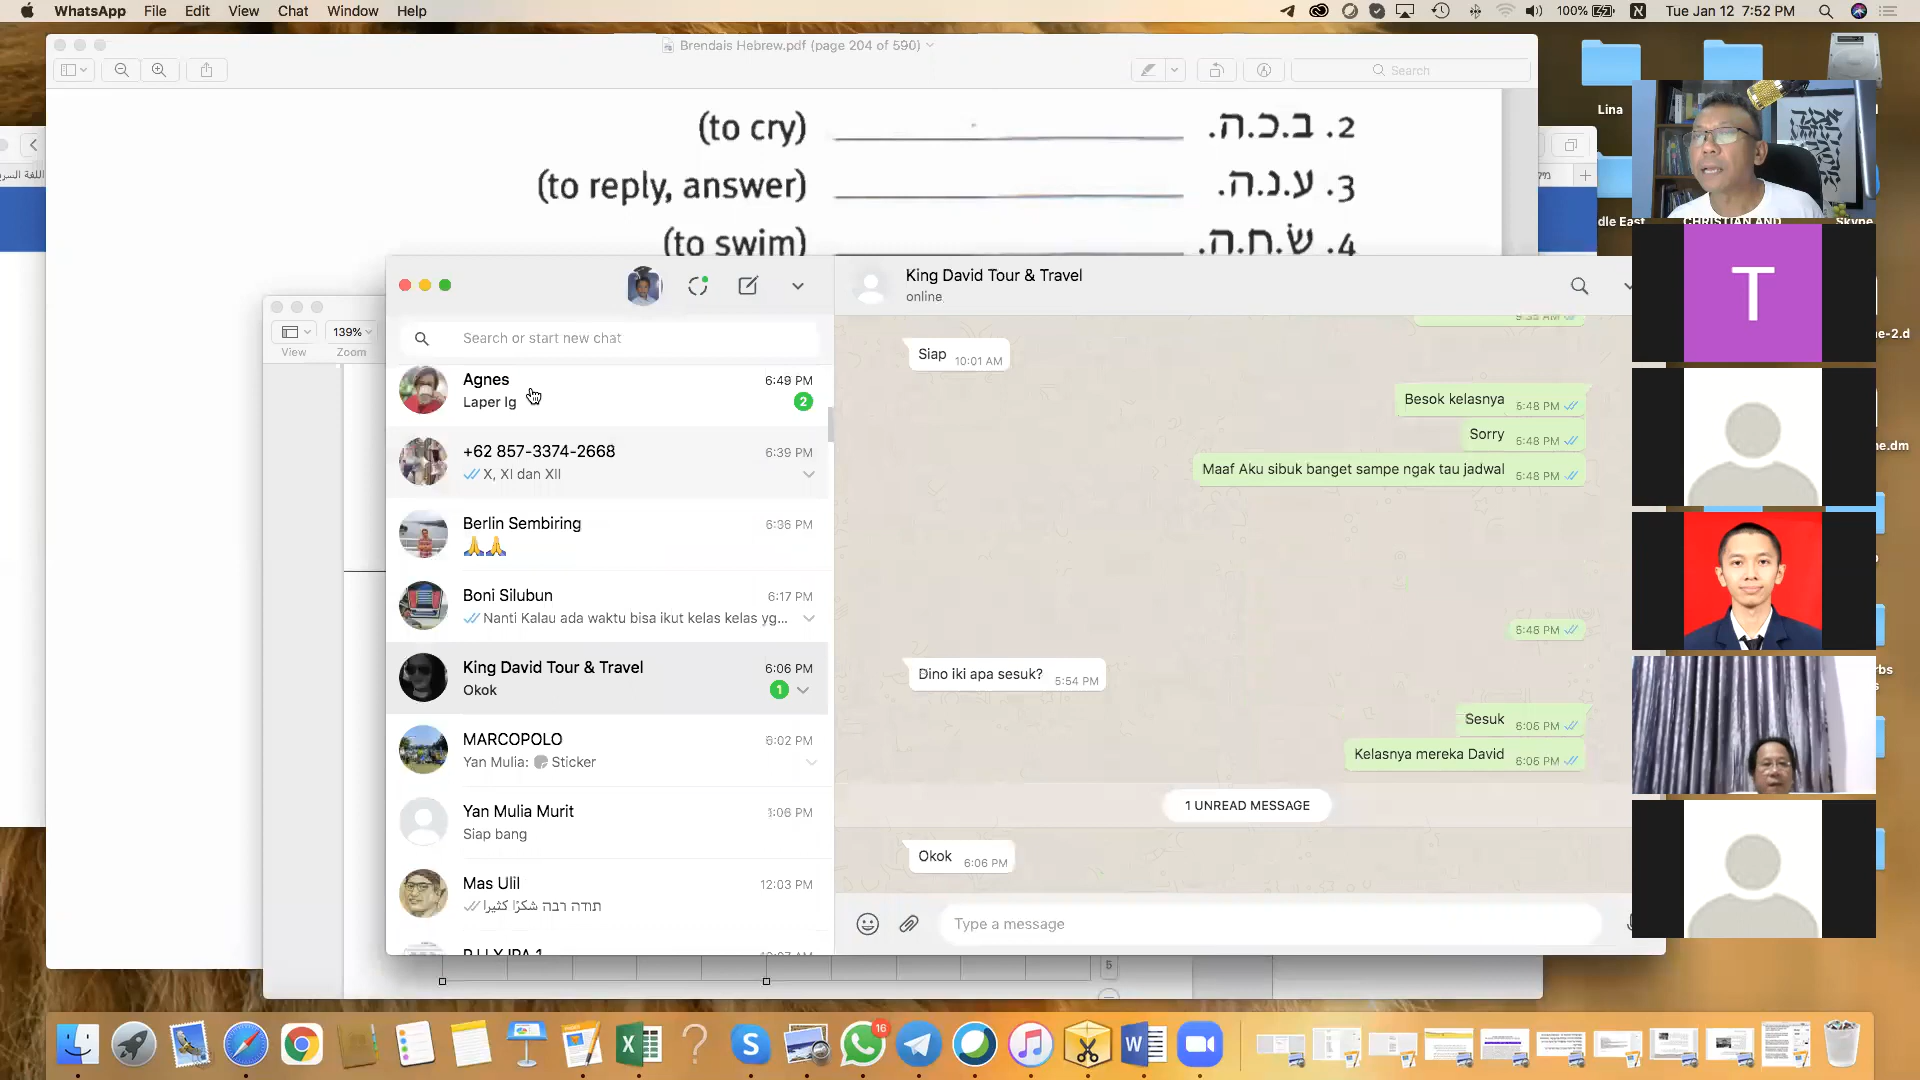 WhatsApp File Edit View Chat Window Help
100% Tue Jan 12 7:52 PM
Brendais Hebrew.pdf (page 204 of 590)
Search
(to cry) ב.כ.ה. .2
(to reply, answer) ע.נ.ה. .3
(to swim) שׂ.ח.ה. .4
139%
View Zoom
Search or start new chat
Agnes 6:49 PM
Laper Ig 2
+62 857-3374-2668 6:39 PM
X, XI dan XII
Berlin Sembiring 6:36 PM
🙏🙏
Boni Silubun 6:17 PM
Nanti Kalau ada waktu bisa ikut kelas kelas yg...
King David Tour & Travel 6:06 PM
Okok 1
MARCOPOLO 6:02 PM
Yan Mulia: Sticker
Yan Mulia Murit 1:06 PM
Siap bang
Mas Ulil 12:03 PM
תודה רבה شكرًا كثيرا
King David Tour & Travel
online
Siap 10:01 AM
Besok kelasnya 5:48 PM
Sorry 5:48 PM
Maaf Aku sibuk banget sampe ngak tau jadwal 5:48 PM
5:48 PM
Dino iki apa sesuk? 5:54 PM
Sesuk 6:06 PM
Kelasnya mereka David 6:06 PM
1 UNREAD MESSAGE
Okok 6:06 PM
Type a message
Lina
CHRISTIAN AND
Skype
T
5
16